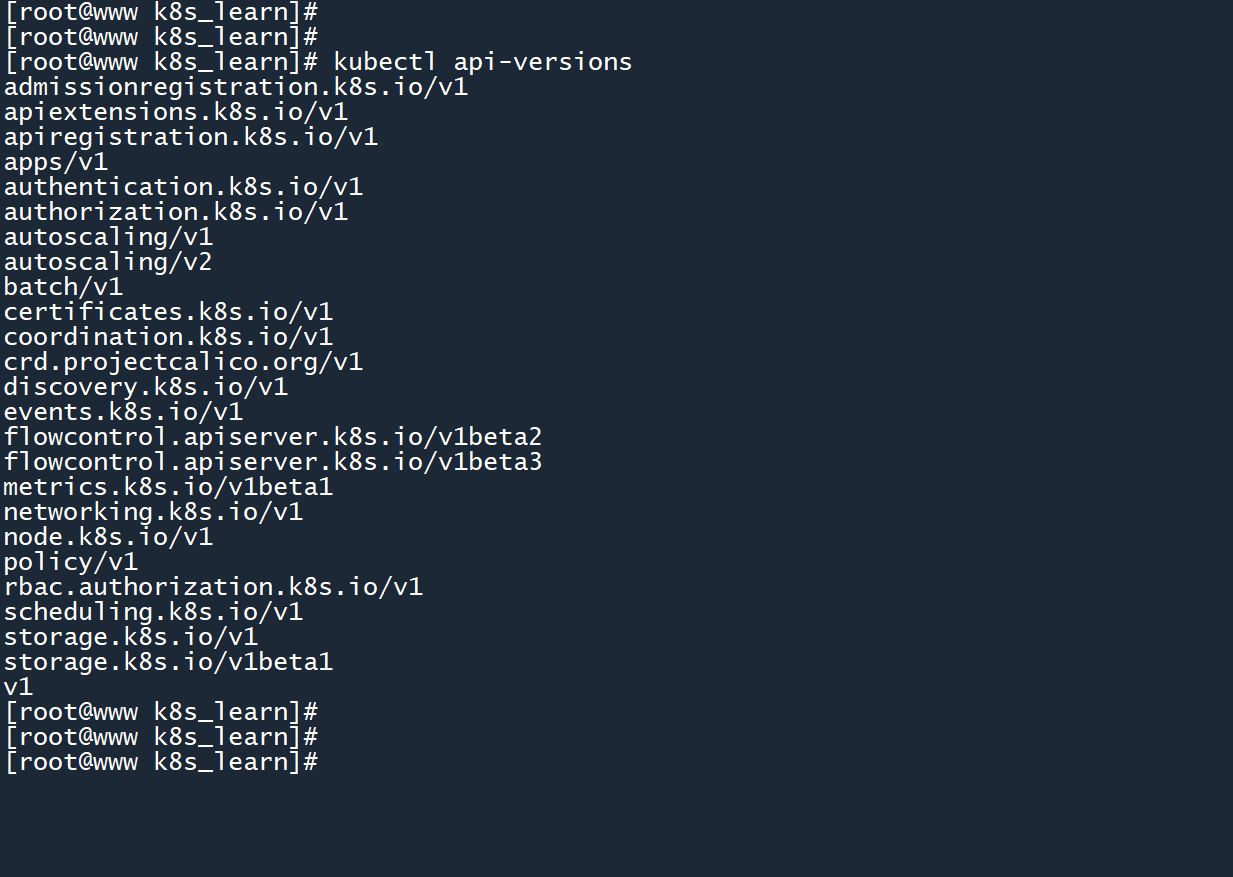 [root@www k8s_learn]#
[root@www k8s_learn]#
[root@www k8s_learn]# kubectl api-versions
admissionregistration.k8s.io/v1
apiextensions.k8s.io/v1
apiregistration.k8s.io/v1
apps/v1
authentication.k8s.io/v1
authorization.k8s.io/v1
autoscaling/v1
autoscaling/v2
batch/v1
certificates.k8s.io/v1
coordination.k8s.io/v1
crd.projectcalico.org/v1
discovery.k8s.io/v1
events.k8s.io/v1
flowcontrol.apiserver.k8s.io/v1beta2
flowcontrol.apiserver.k8s.io/v1beta3
metrics.k8s.io/v1beta1
networking.k8s.io/v1
node.k8s.io/v1
policy/v1
rbac.authorization.k8s.io/v1
scheduling.k8s.io/v1
storage.k8s.io/v1
storage.k8s.io/v1beta1
v1
[root@www k8s_learn]#
[root@www k8s_learn]#
[root@www k8s_learn]#